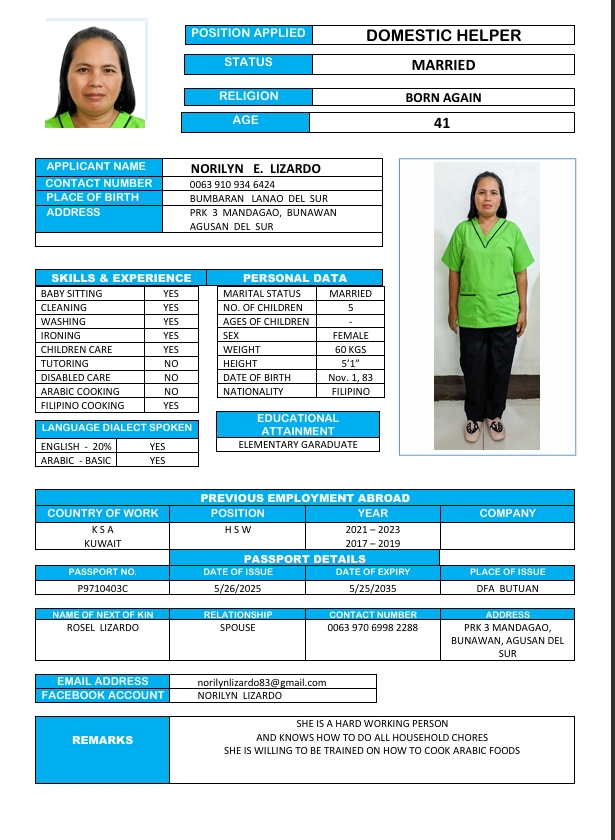 POSITION APPLIED DOMESTIC HELPER
STATUS MARRIED
RELIGION BORN AGAIN
AGE 41
APPLICANT NAME NORILYN E. LIZARDO
CONTACT NUMBER 0063 910 934 6424
PLACE OF BIRTH BUMBARAN LANAO DEL SUR
ADDRESS PRK 3 MANDAGAO, BUNAWAN
AGUSAN DEL SUR
SKILLS & EXPERIENCE
BABY SITTING YES
CLEANING YES
WASHING YES
IRONING YES
CHILDREN CARE YES
TUTORING NO
DISABLED CARE NO
ARABIC COOKING NO
FILIPINO COOKING YES
LANGUAGE DIALECT SPOKEN
ENGLISH - 20% YES
ARABIC - BASIC YES
PERSONAL DATA
MARITAL STATUS MARRIED
NO. OF CHILDREN 5
AGES OF CHILDREN -
SEX FEMALE
WEIGHT 60 KGS
HEIGHT 5’1”
DATE OF BIRTH Nov. 1, 83
NATIONALITY FILIPINO
EDUCATIONAL
ATTAINMENT
ELEMENTARY GARADUATE
PREVIOUS EMPLOYMENT ABROAD
COUNTRY OF WORK POSITION YEAR COMPANY
K S A H S W 2021 – 2023
KUWAIT 2017 – 2019
PASSPORT DETAILS
PASSPORT NO. DATE OF ISSUE DATE OF EXPIRY PLACE OF ISSUE
P9710403C 5/26/2025 5/25/2035 DFA BUTUAN
NAME OF NEXT OF KIN RELATIONSHIP CONTACT NUMBER ADDRESS
ROSEL LIZARDO SPOUSE 0063 970 6998 2288 PRK 3 MANDAGAO,
BUNAWAN, AGUSAN DEL
SUR
EMAIL ADDRESS norilynlizardo83@gmail.com
FACEBOOK ACCOUNT NORILYN LIZARDO
REMARKS
SHE IS A HARD WORKING PERSON
AND KNOWS HOW TO DO ALL HOUSEHOLD CHORES
SHE IS WILLING TO BE TRAINED ON HOW TO COOK ARABIC FOODS